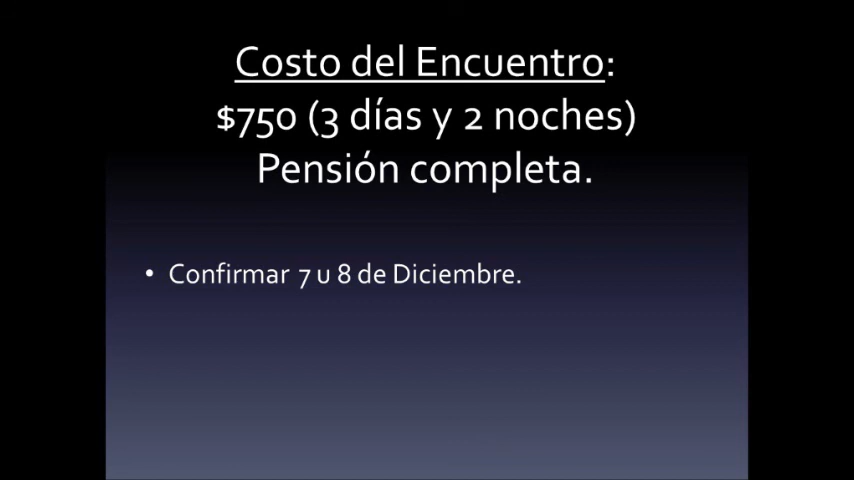 Costo del Encuentro:
$750 (3 días y 2 noches)
Pensión completa.
• Confirmar 7 u 8 de Diciembre.